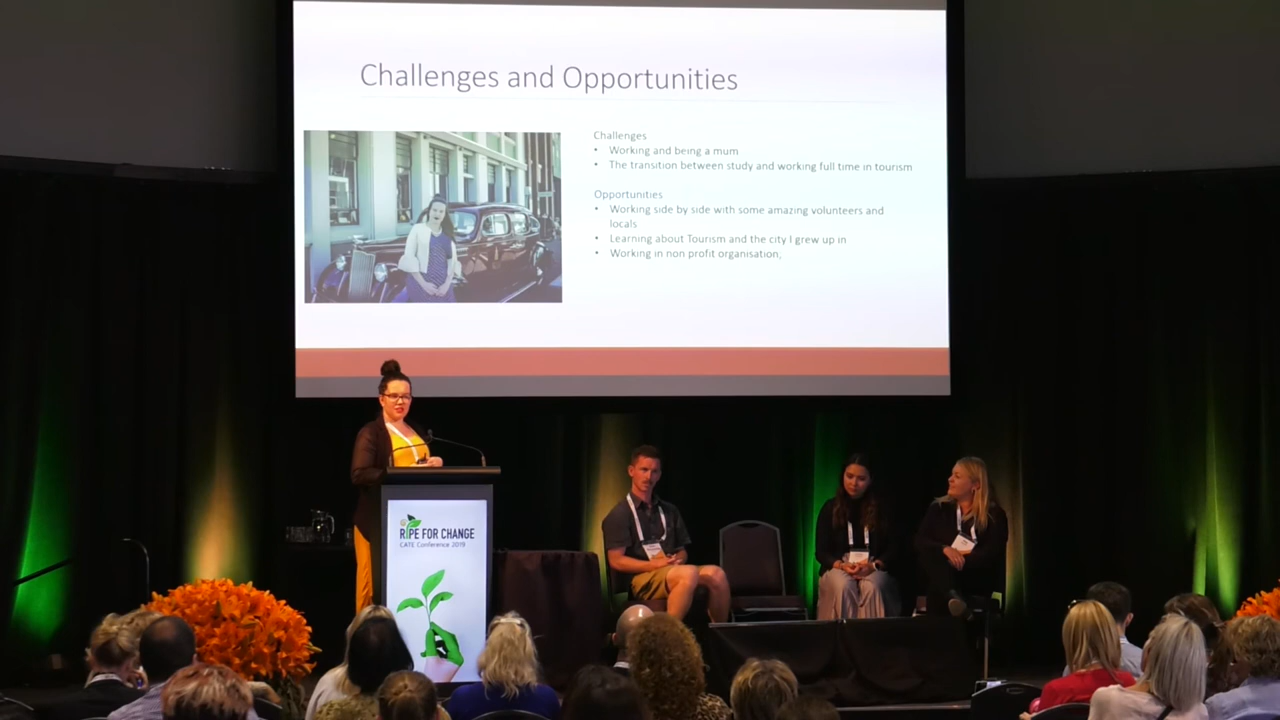 Challenges and Opportunities
Challenges
• Working and being a mum
• The transition between study and working full time in tourism
Opportunities
• Working side by side with some amazing volunteers and
locals
• Learning about Tourism and the city I grew up in
• Working in non profit organisation;
RIPE FOR CHANGE
CATE Conference 2019